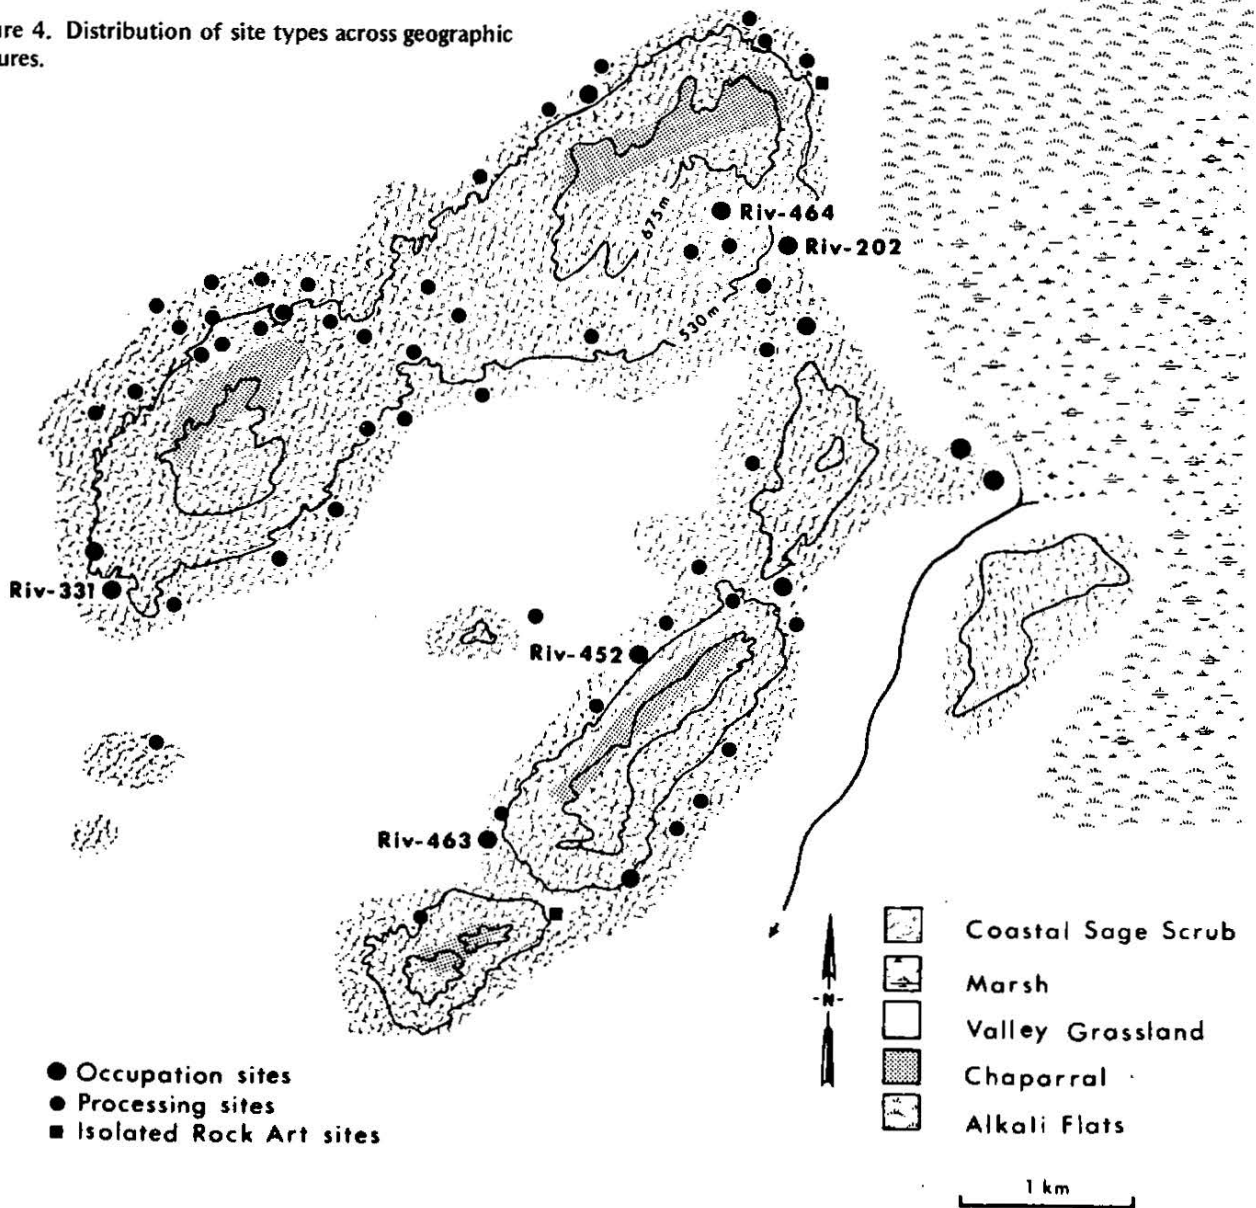 ure 4. Distribution of site types across geographic
ures.
Riv-464
675 m
Riv-202
530 m
Riv-331
Riv-452
Riv-463
Coastal Sage Scrub
Marsh
-N-
Valley Grassland
Chaparral
Alkali Flats
Occupation sites
Processing sites
Isolated Rock Art sites
1 km